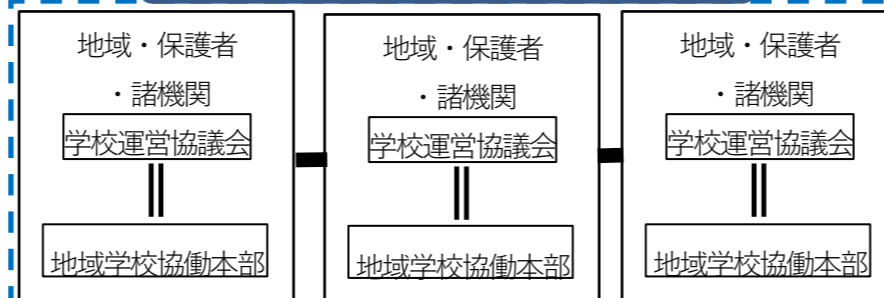 地域・保護者
・諸機関
学校運営協議会
地域学校協働本部
地域・保護者
・諸機関
学校運営協議会
地域学校協働本部
地域・保護者
・諸機関
学校運営協議会
地域学校協働本部